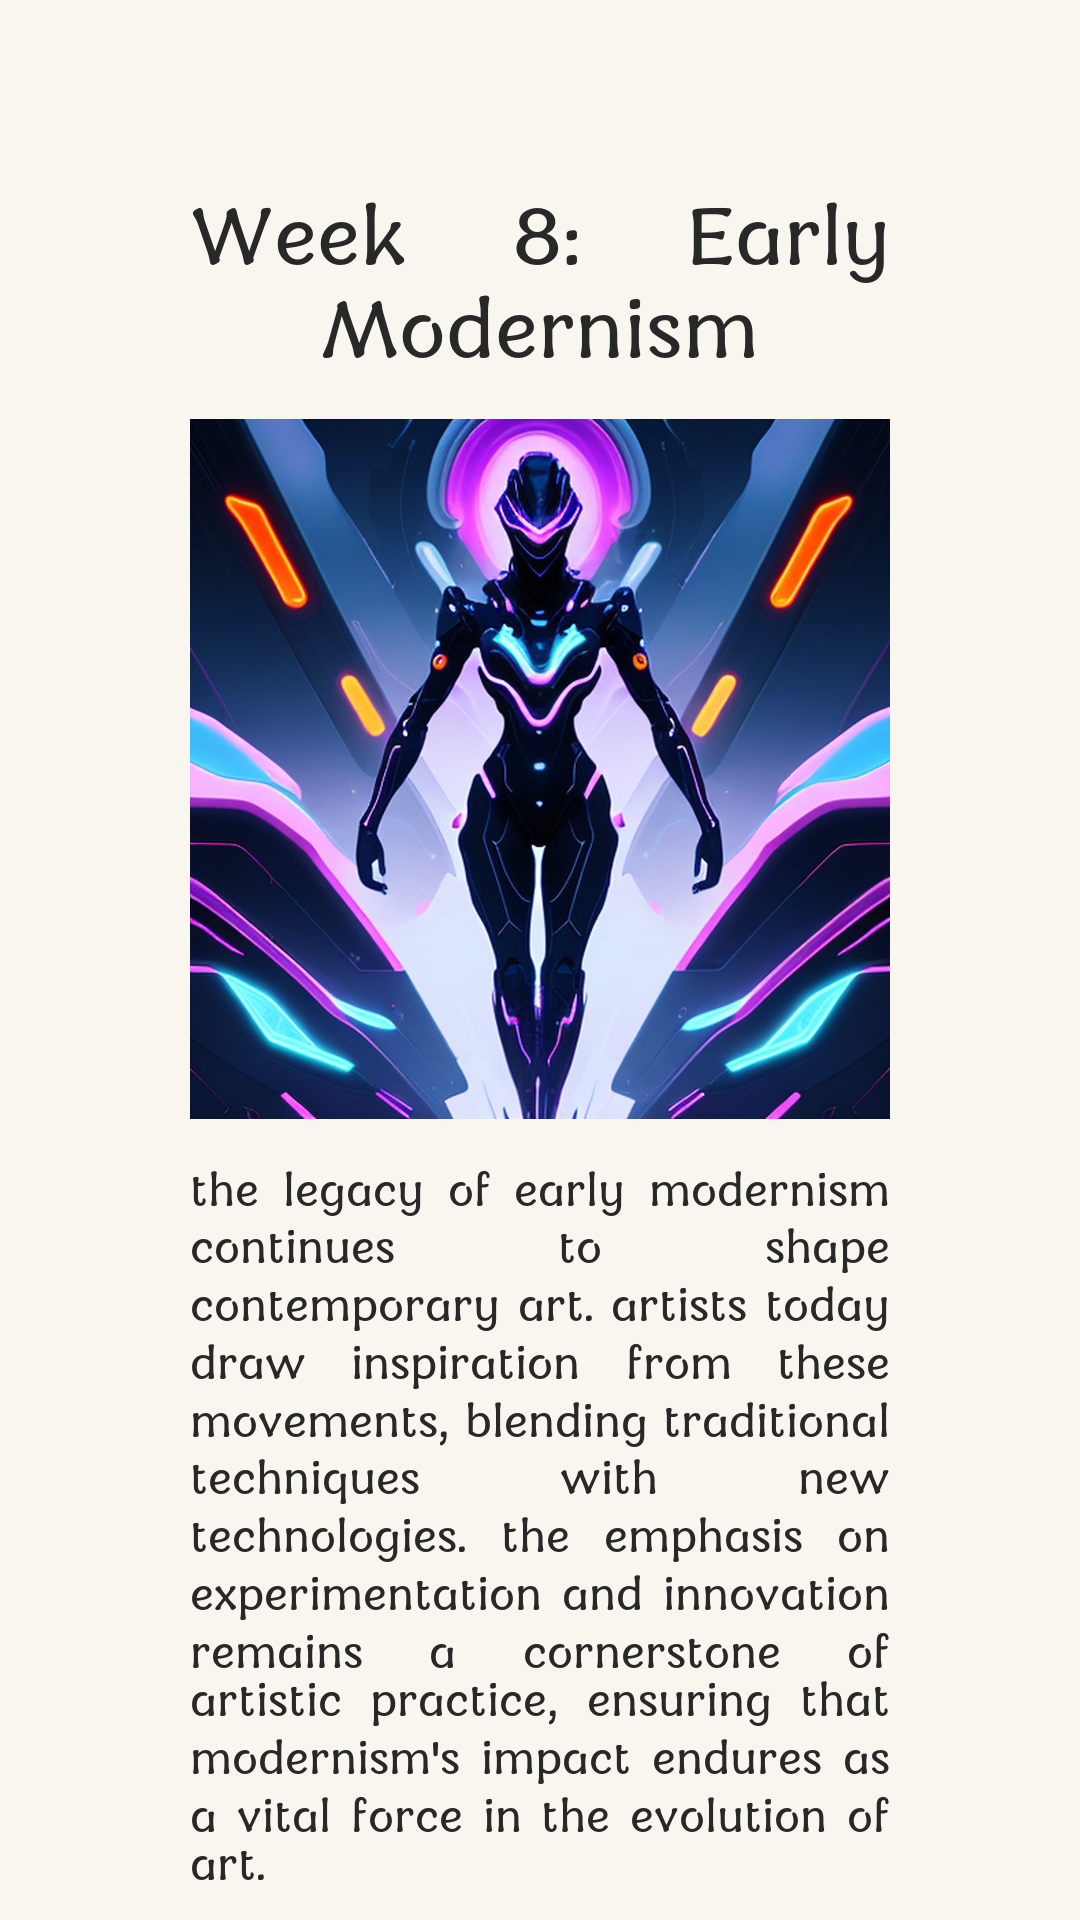 Week 8: Early
Modernism
the legacy of early modernism
continues to shape
contemporary art. artists today
draw inspiration from these
movements, blending traditional
techniques with new
technologies. the emphasis on
experimentation and innovation
remains a cornerstone of
artistic practice, ensuring that
modernism's impact endures as
a vital force in the evolution of
art.